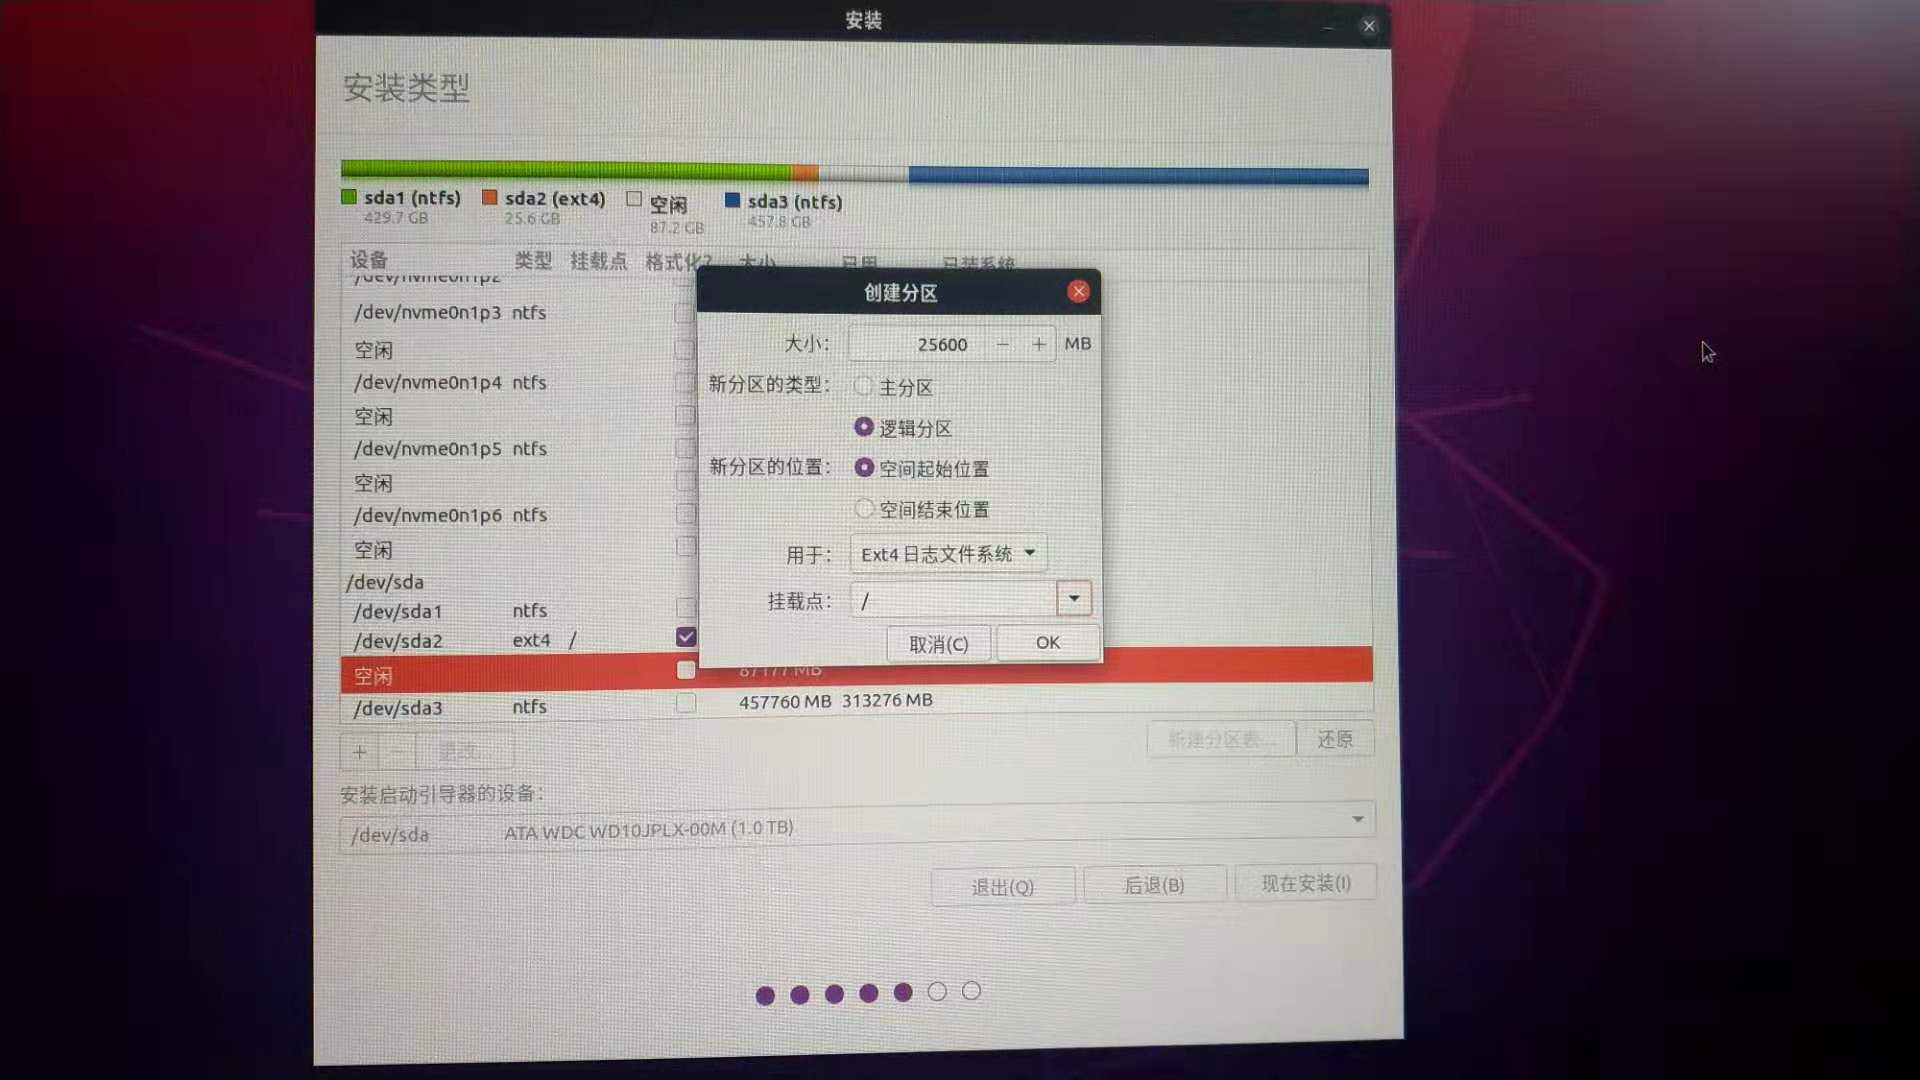 安装
安装类型
sda1 (ntfs)
429.7 GB
sda2 (ext4)
25.6 GB
空闲
87.2 GB
sda3 (ntfs)
457.8 GB
设备 类型 挂载点 格式化? 大小 已用 已装系统
/dev/nvme0n1p2
/dev/nvme0n1p3 ntfs
空闲
/dev/nvme0n1p4 ntfs
空闲
/dev/nvme0n1p5 ntfs
空闲
/dev/nvme0n1p6 ntfs
空闲
/dev/sda
/dev/sda1 ntfs
/dev/sda2 ext4 /
空闲 87177 MB
/dev/sda3 ntfs 457760 MB 313276 MB
创建分区
大小: 25600 − + MB
新分区的类型: 主分区
逻辑分区
新分区的位置: 空间起始位置
空间结束位置
用于: Ext4 日志文件系统
挂载点: /
取消(C) OK
+ − 更改... 新建分区表... 还原
安装启动引导器的设备:
/dev/sda ATA WDC WD10JPLX-00M (1.0 TB)
退出(Q) 后退(B) 现在安装(I)